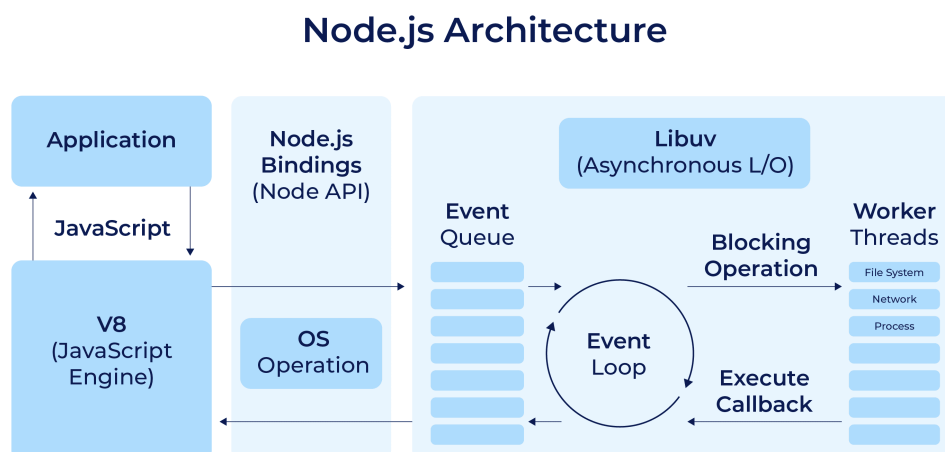 Node.js Architecture
Application
JavaScript
V8
(JavaScript
Engine)
Node.js
Bindings
(Node API)
OS
Operation
Libuv
(Asynchronous L/O)
Event
Queue
Event
Loop
Blocking
Operation
Execute
Callback
Worker
Threads
File System
Network
Process